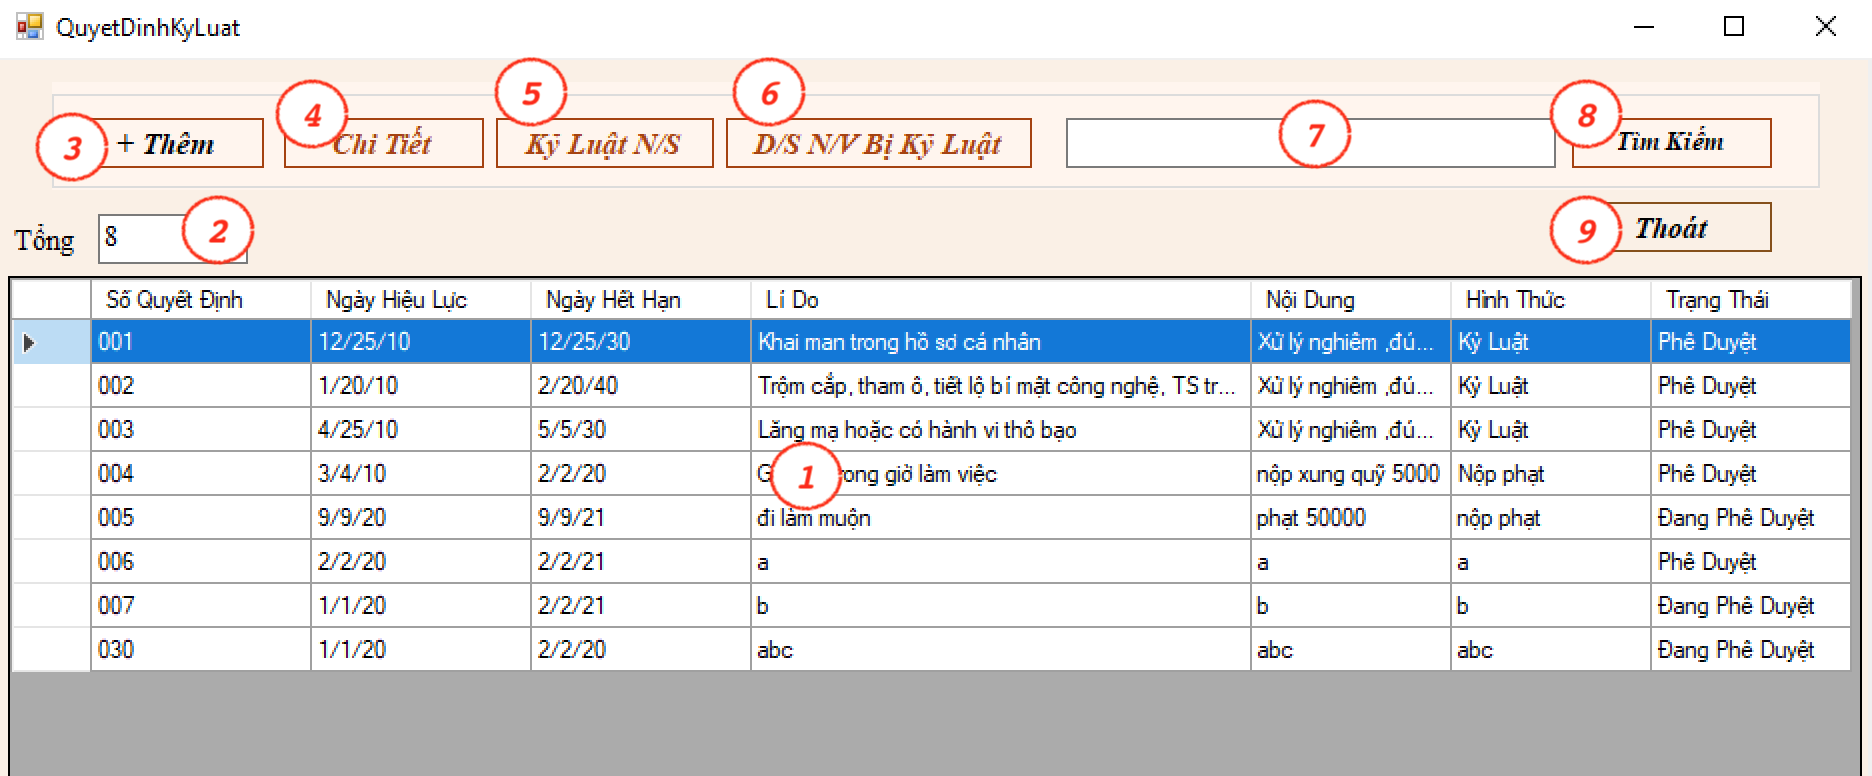 QuyetDinhKyLuat
3 + Thêm 4 Chi Tiết 5 Kỷ Luật N/S 6 D/S N/V Bị Kỷ Luật 7 8 Tìm Kiếm
Tổng 8 2 9 Thoát
Số Quyết Định Ngày Hiệu Lực Ngày Hết Hạn Lí Do Nội Dung Hình Thức Trạng Thái
001 12/25/10 12/25/30 Khai man trong hồ sơ cá nhân Xử lý nghiêm ,đú... Kỷ Luật Phê Duyệt
002 1/20/10 2/20/40 Trộm cắp, tham ô, tiết lộ bí mật công nghệ, TS tr... Xử lý nghiêm ,đú... Kỷ Luật Phê Duyệt
003 4/25/10 5/5/30 Lăng mạ hoặc có hành vi thô bạo Xử lý nghiêm ,đú... Kỷ Luật Phê Duyệt
004 3/4/10 2/2/20 1 giờ làm việc nộp xung quỹ 5000 Nộp phạt Phê Duyệt
005 9/9/20 9/9/21 đi làm muộn phạt 50000 nộp phạt Đang Phê Duyệt
006 2/2/20 2/2/21 a a a Phê Duyệt
007 1/1/20 2/2/21 b b b Đang Phê Duyệt
030 1/1/20 2/2/20 abc abc abc Đang Phê Duyệt